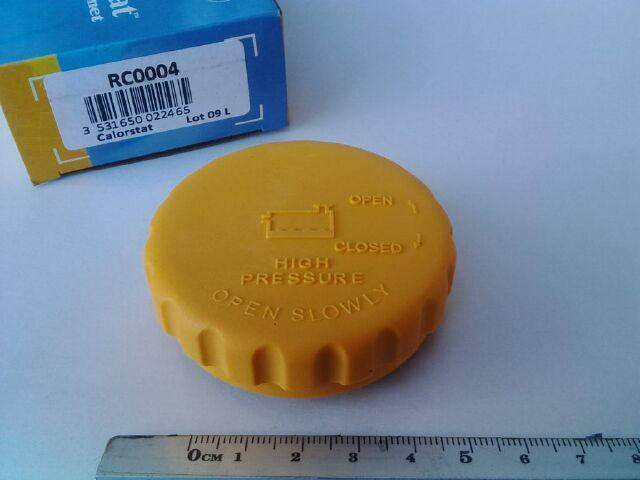 RC0004
3 531650 022465
Calorstat Lot 09 L
OPEN
CLOSED
HIGH
PRESSURE
OPEN SLOWLY
0CM 1 2 3 4 5 6 7 8